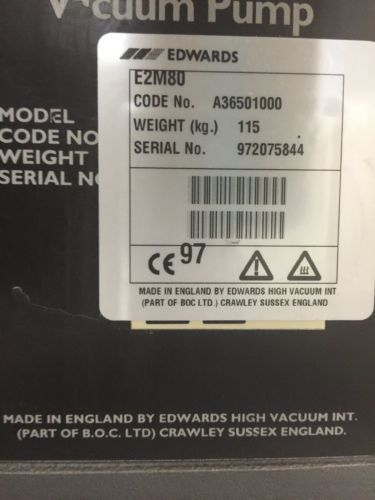 Vacuum Pump
EDWARDS
E2M80
CODE No. A36501000
WEIGHT (kg.) 115
SERIAL No. 972075844
MODEL
CODE NO
WEIGHT
SERIAL
CE 97
MADE IN ENGLAND BY EDWARDS HIGH VACUUM INT
(PART OF BOC LTD.) CRAWLEY SUSSEX ENGLAND
MADE IN ENGLAND BY EDWARDS HIGH VACUUM INT.
(PART OF B.O.C. LTD) CRAWLEY SUSSEX ENGLAND.